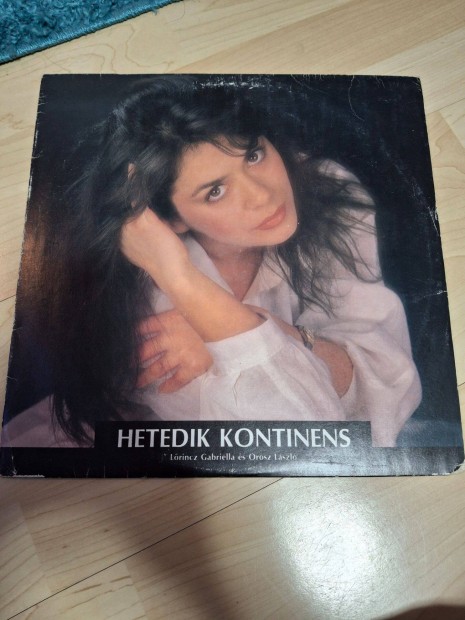 HETEDIK KONTINENS
Lőrincz Gabriella és Orosz László